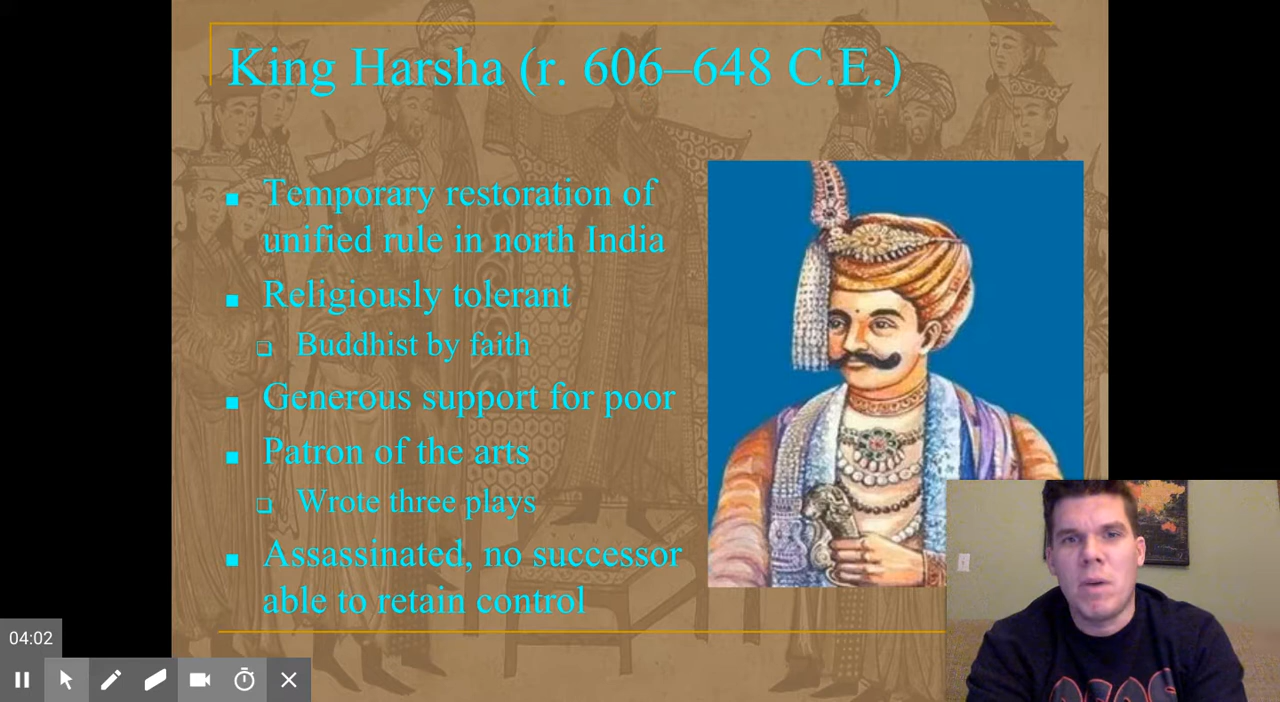 King Harsha (r. 606–648 C.E.)
Temporary restoration of
unified rule in north India
Religiously tolerant
Buddhist by faith
Generous support for poor
Patron of the arts
Wrote three plays
Assassinated, no successor
able to retain control
04:02